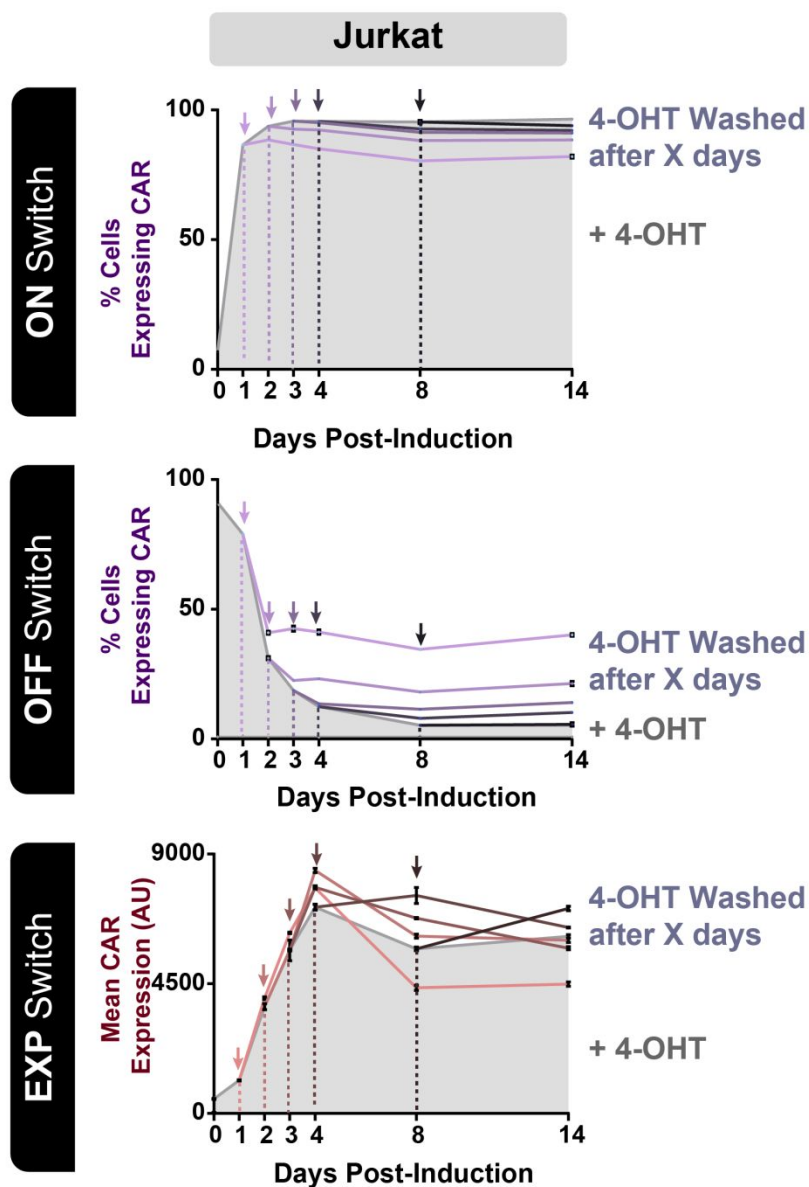 Jurkat
ON Switch
% Cells
Expressing CAR
100
50
0
0 1 2 3 4 8 14
Days Post-Induction
4-OHT Washed
after X days
+ 4-OHT
OFF Switch
% Cells
Expressing CAR
100
50
0
0 1 2 3 4 8 14
Days Post-Induction
4-OHT Washed
after X days
+ 4-OHT
EXP Switch
Mean CAR
Expression (AU)
9000
4500
0
0 1 2 3 4 8 14
Days Post-Induction
4-OHT Washed
after X days
+ 4-OHT